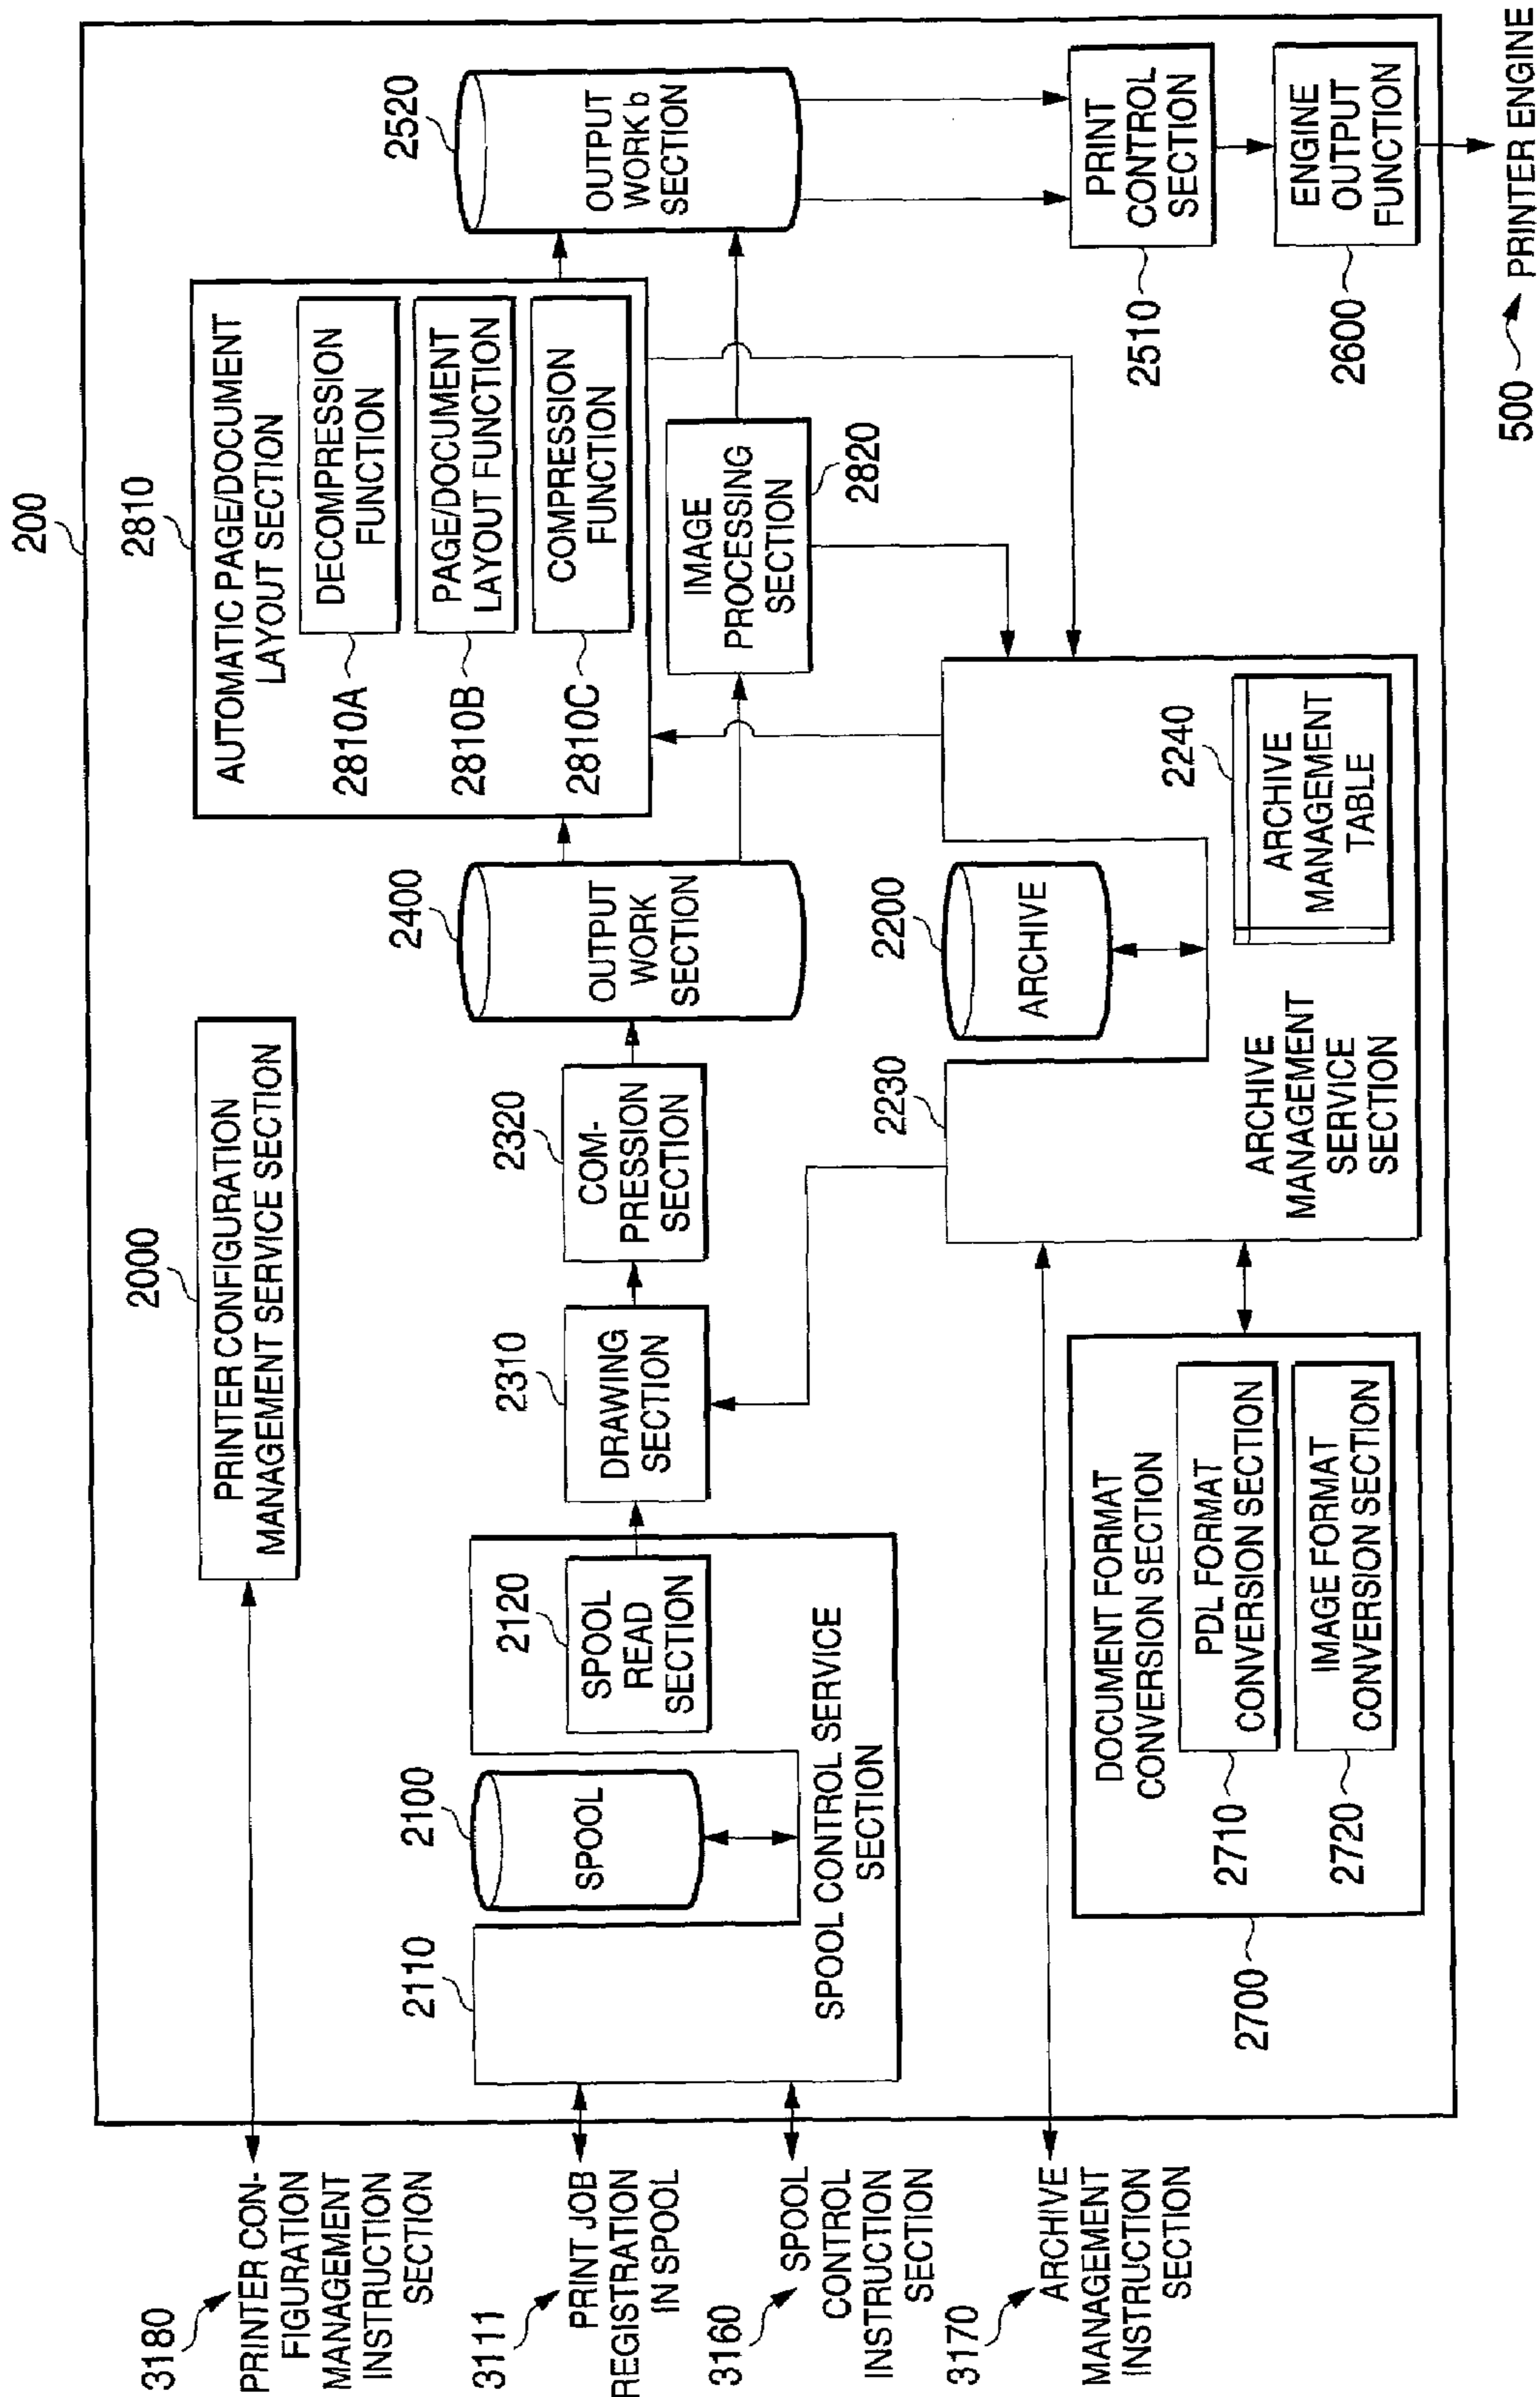 200
2000
PRINTER CONFIGURATION
MANAGEMENT SERVICE SECTION
2810
AUTOMATIC PAGE/DOCUMENT
LAYOUT SECTION
2810A
DECOMPRESSION
FUNCTION
2810B
PAGE/DOCUMENT
LAYOUT FUNCTION
2810C
COMPRESSION
FUNCTION
3180
PRINTER CON-
FIGURATION
MANAGEMENT
INSTRUCTION
SECTION
3111
PRINT JOB
REGISTRATION
IN SPOOL
3160
SPOOL
CONTROL
INSTRUCTION
SECTION
3170
ARCHIVE
MANAGEMENT
INSTRUCTION
SECTION
2110
2100
SPOOL
2120
SPOOL
READ
SECTION
SPOOL CONTROL SERVICE
SECTION
2310
DRAWING
SECTION
2320
COM-
PRESSION
SECTION
2400
OUTPUT
WORK
SECTION
IMAGE
PROCESSING
SECTION
2820
2520
OUTPUT
WORK b
SECTION
2230
2200
ARCHIVE
2240
ARCHIVE
MANAGEMENT
TABLE
ARCHIVE
MANAGEMENT
SERVICE
SECTION
DOCUMENT FORMAT
CONVERSION SECTION
2710
PDL FORMAT
CONVERSION SECTION
2720
IMAGE FORMAT
CONVERSION SECTION
2700
PRINT
CONTROL
SECTION
2510
ENGINE
OUTPUT
FUNCTION
2600
500
PRINTER ENGINE